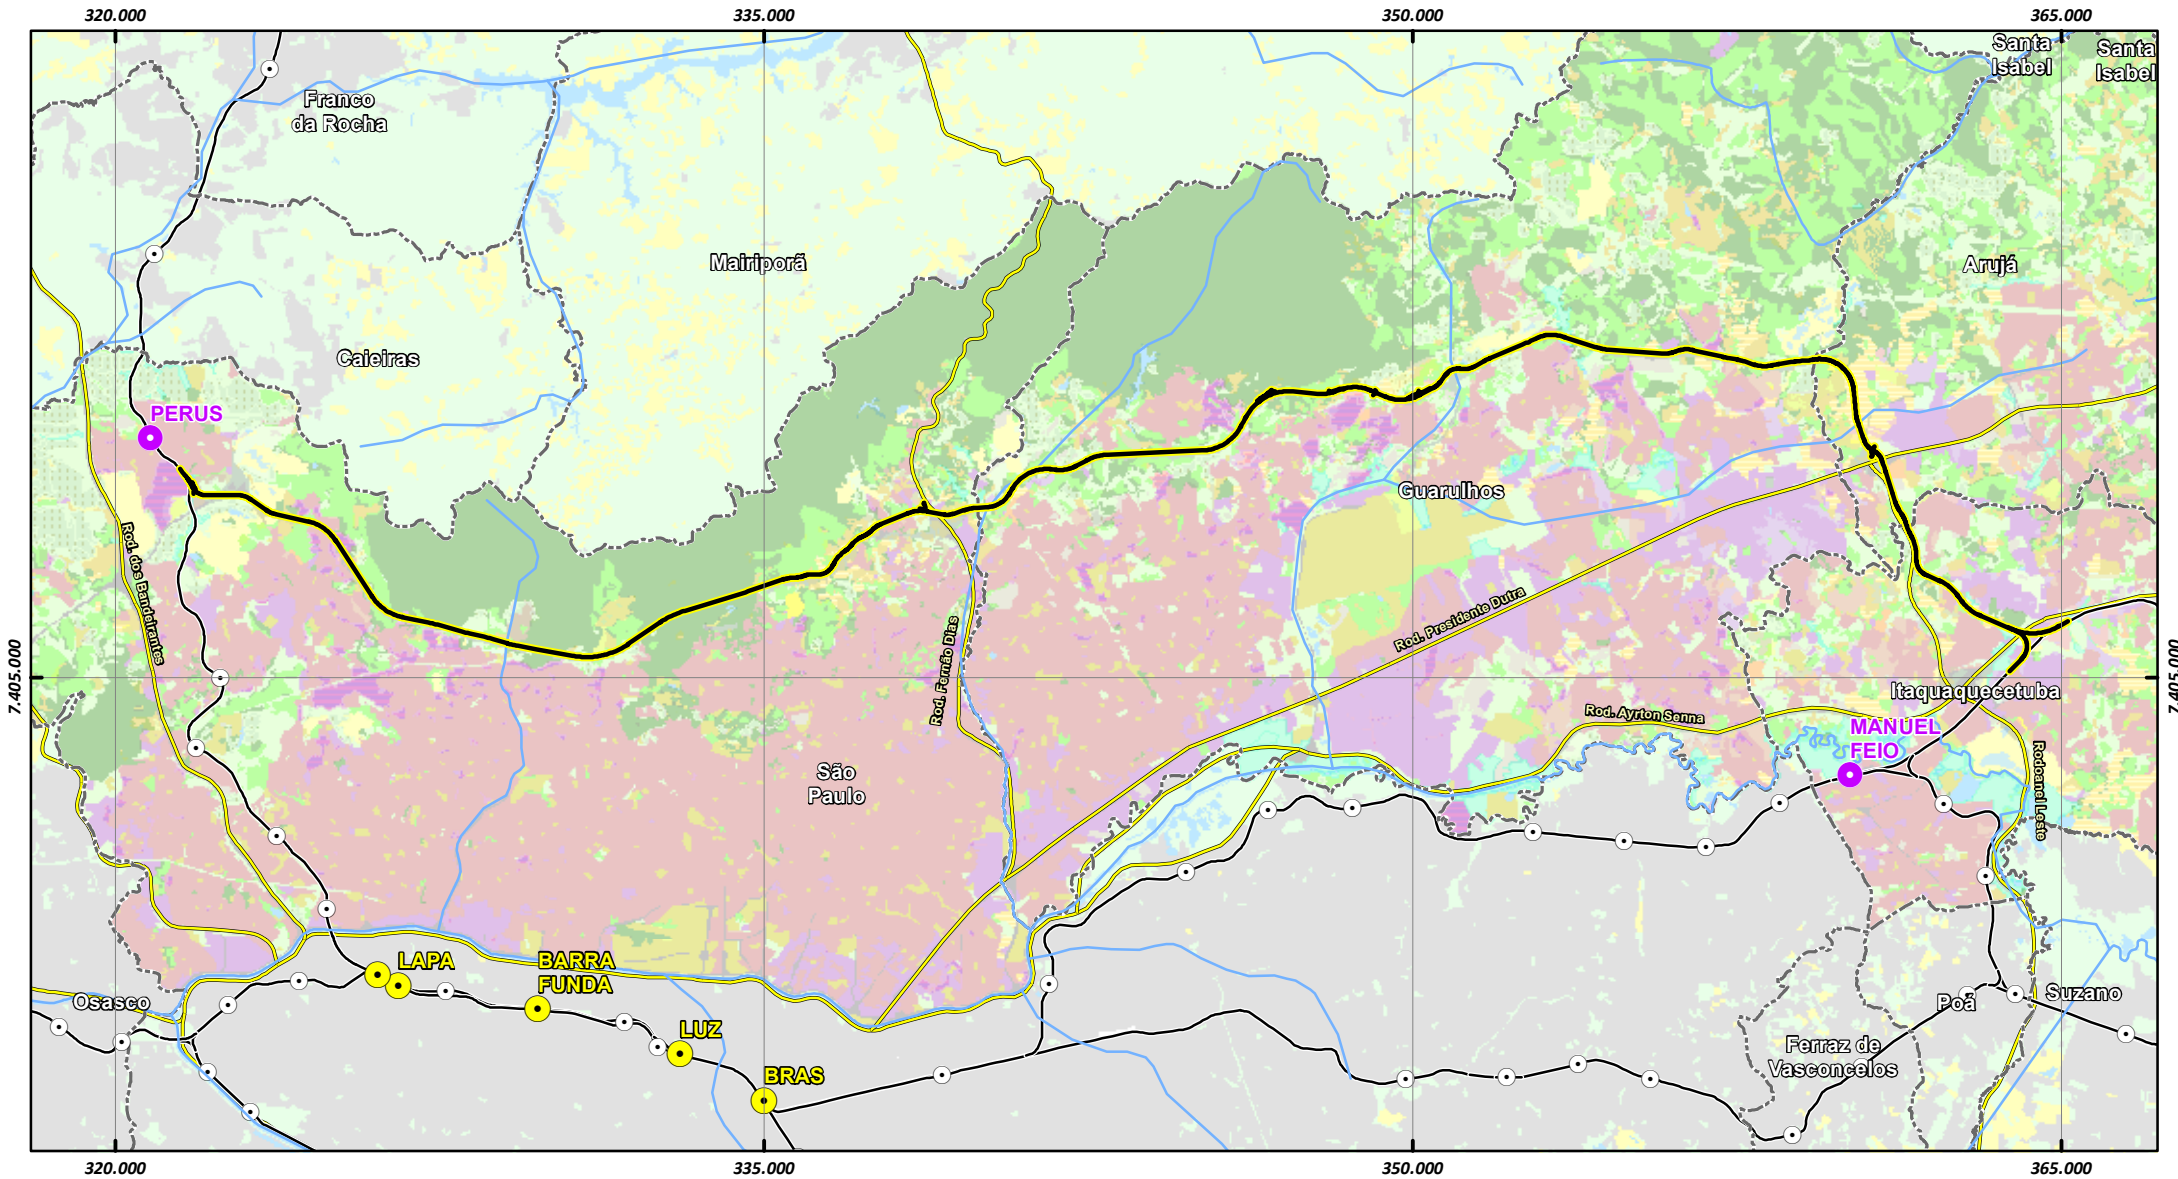 320.000
335.000
350.000
365.000
Santa
Isabel
Santa
Isabel
Franco
da Rocha
Mairiporã
Arujá
Caieiras
PERUS
Guarulhos
Rod. dos Bandeirantes
Rod. Presidente Dutra
Rod. Fernão Dias
7.405.000
7.405.000
Itaquaquecetuba
Rod. Ayrton Senna
MANUEL
FEIO
Rodoanel Leste
São
Paulo
LAPA
BARRA
FUNDA
Osasco
Poá
Suzano
LUZ
Ferraz de
Vasconcelos
BRAS
320.000
335.000
350.000
365.000